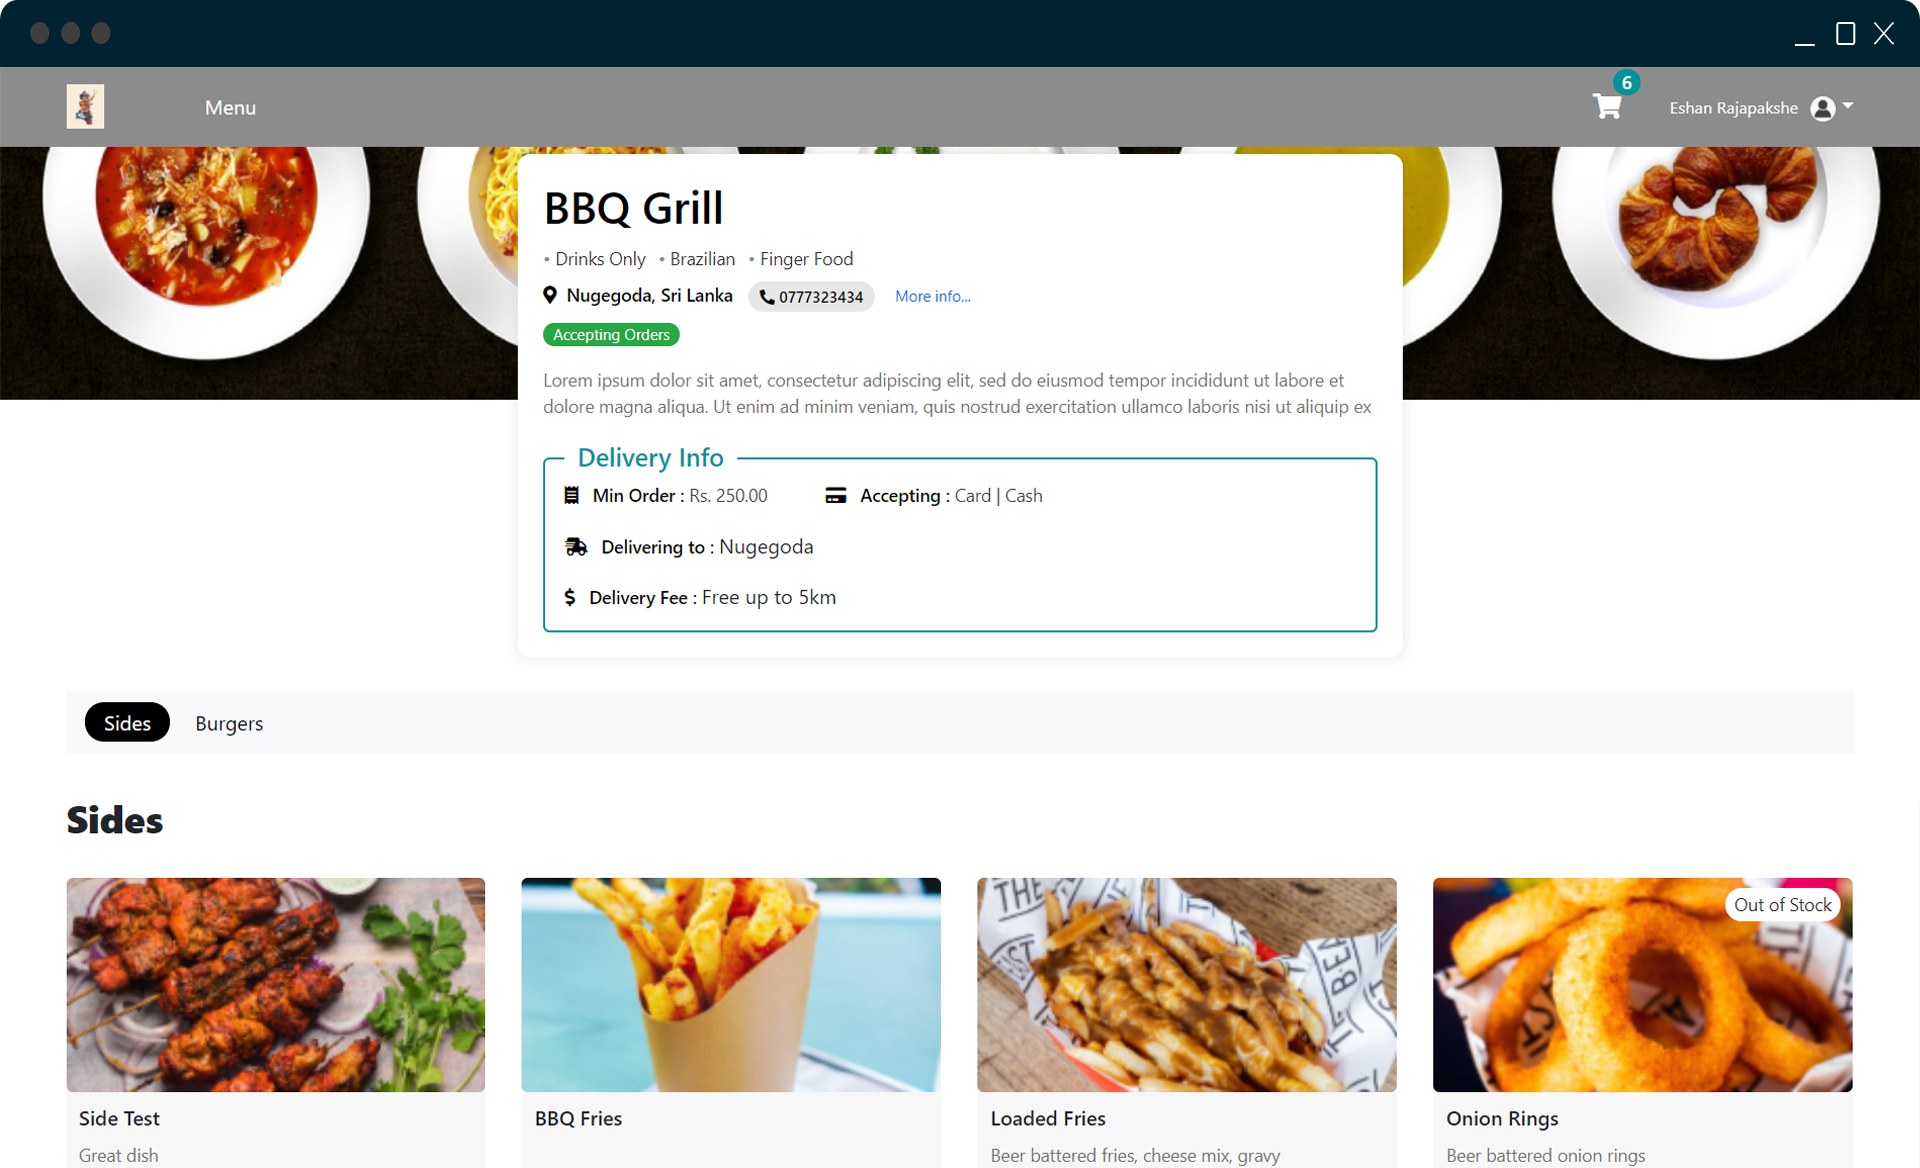 Menu
6
Eshan Rajapakshe
BBQ Grill
• Drinks Only • Brazilian • Finger Food
Nugegoda, Sri Lanka 0777323434 More info...
Accepting Orders
Lorem ipsum dolor sit amet, consectetur adipiscing elit, sed do eiusmod tempor incididunt ut labore et
dolore magna aliqua. Ut enim ad minim veniam, quis nostrud exercitation ullamco laboris nisi ut aliquip ex
Delivery Info
Min Order : Rs. 250.00 Accepting : Card | Cash
Delivering to : Nugegoda
Delivery Fee : Free up to 5km
Sides Burgers
Sides
THE
Out of Stock
Side Test
BBQ Fries
Loaded Fries
Onion Rings
Great dish
Beer battered fries, cheese mix, gravy
Beer battered onion rings